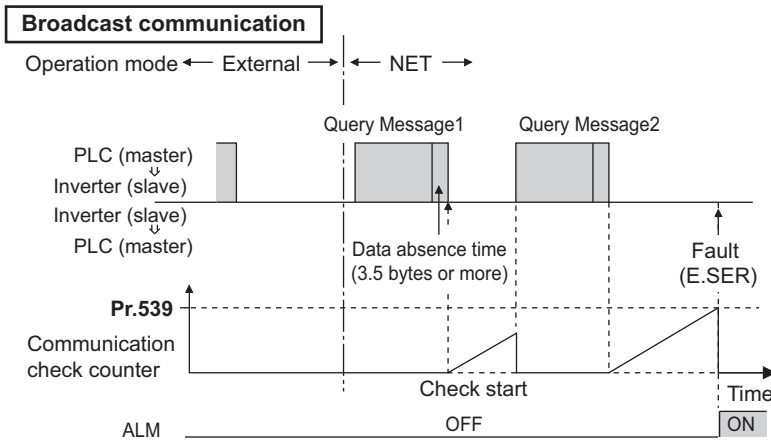 Broadcast communication
Operation mode External NET
Query Message1 Query Message2
PLC (master)
Inverter (slave)
Inverter (slave)
PLC (master)
Data absence time
(3.5 bytes or more)
Fault
(E.SER)
Pr.539
Communication
check counter
Check start
Time
ALM OFF ON